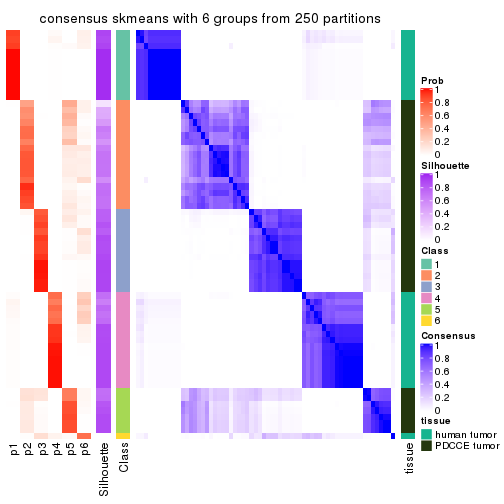 consensus skmeans with 6 groups from 250 partitions
Prob
1
0.8
0.6
0.4
0.2
0
Silhouette
1
0.8
0.6
0.4
0.2
0
Class
1
2
3
4
5
6
Consensus
1
0.8
0.6
0.4
0.2
0
tissue
human tumor
PDCCE tumor
p1
p2
p3
p4
p5
p6
Silhouette
Class
tissue